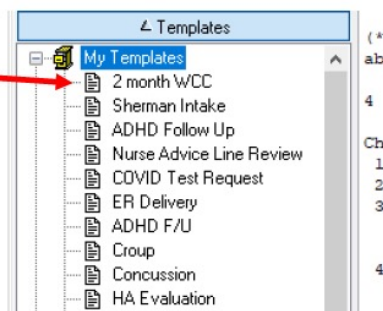 Templates
My Templates
2 month WCC
Sherman Intake
ADHD Follow Up
Nurse Advice Line Review
COVID Test Request
ER Delivery
ADHD F/U
Croup
Concussion
HA Evaluation
(*
ab
4
Ch
1
2
3
4